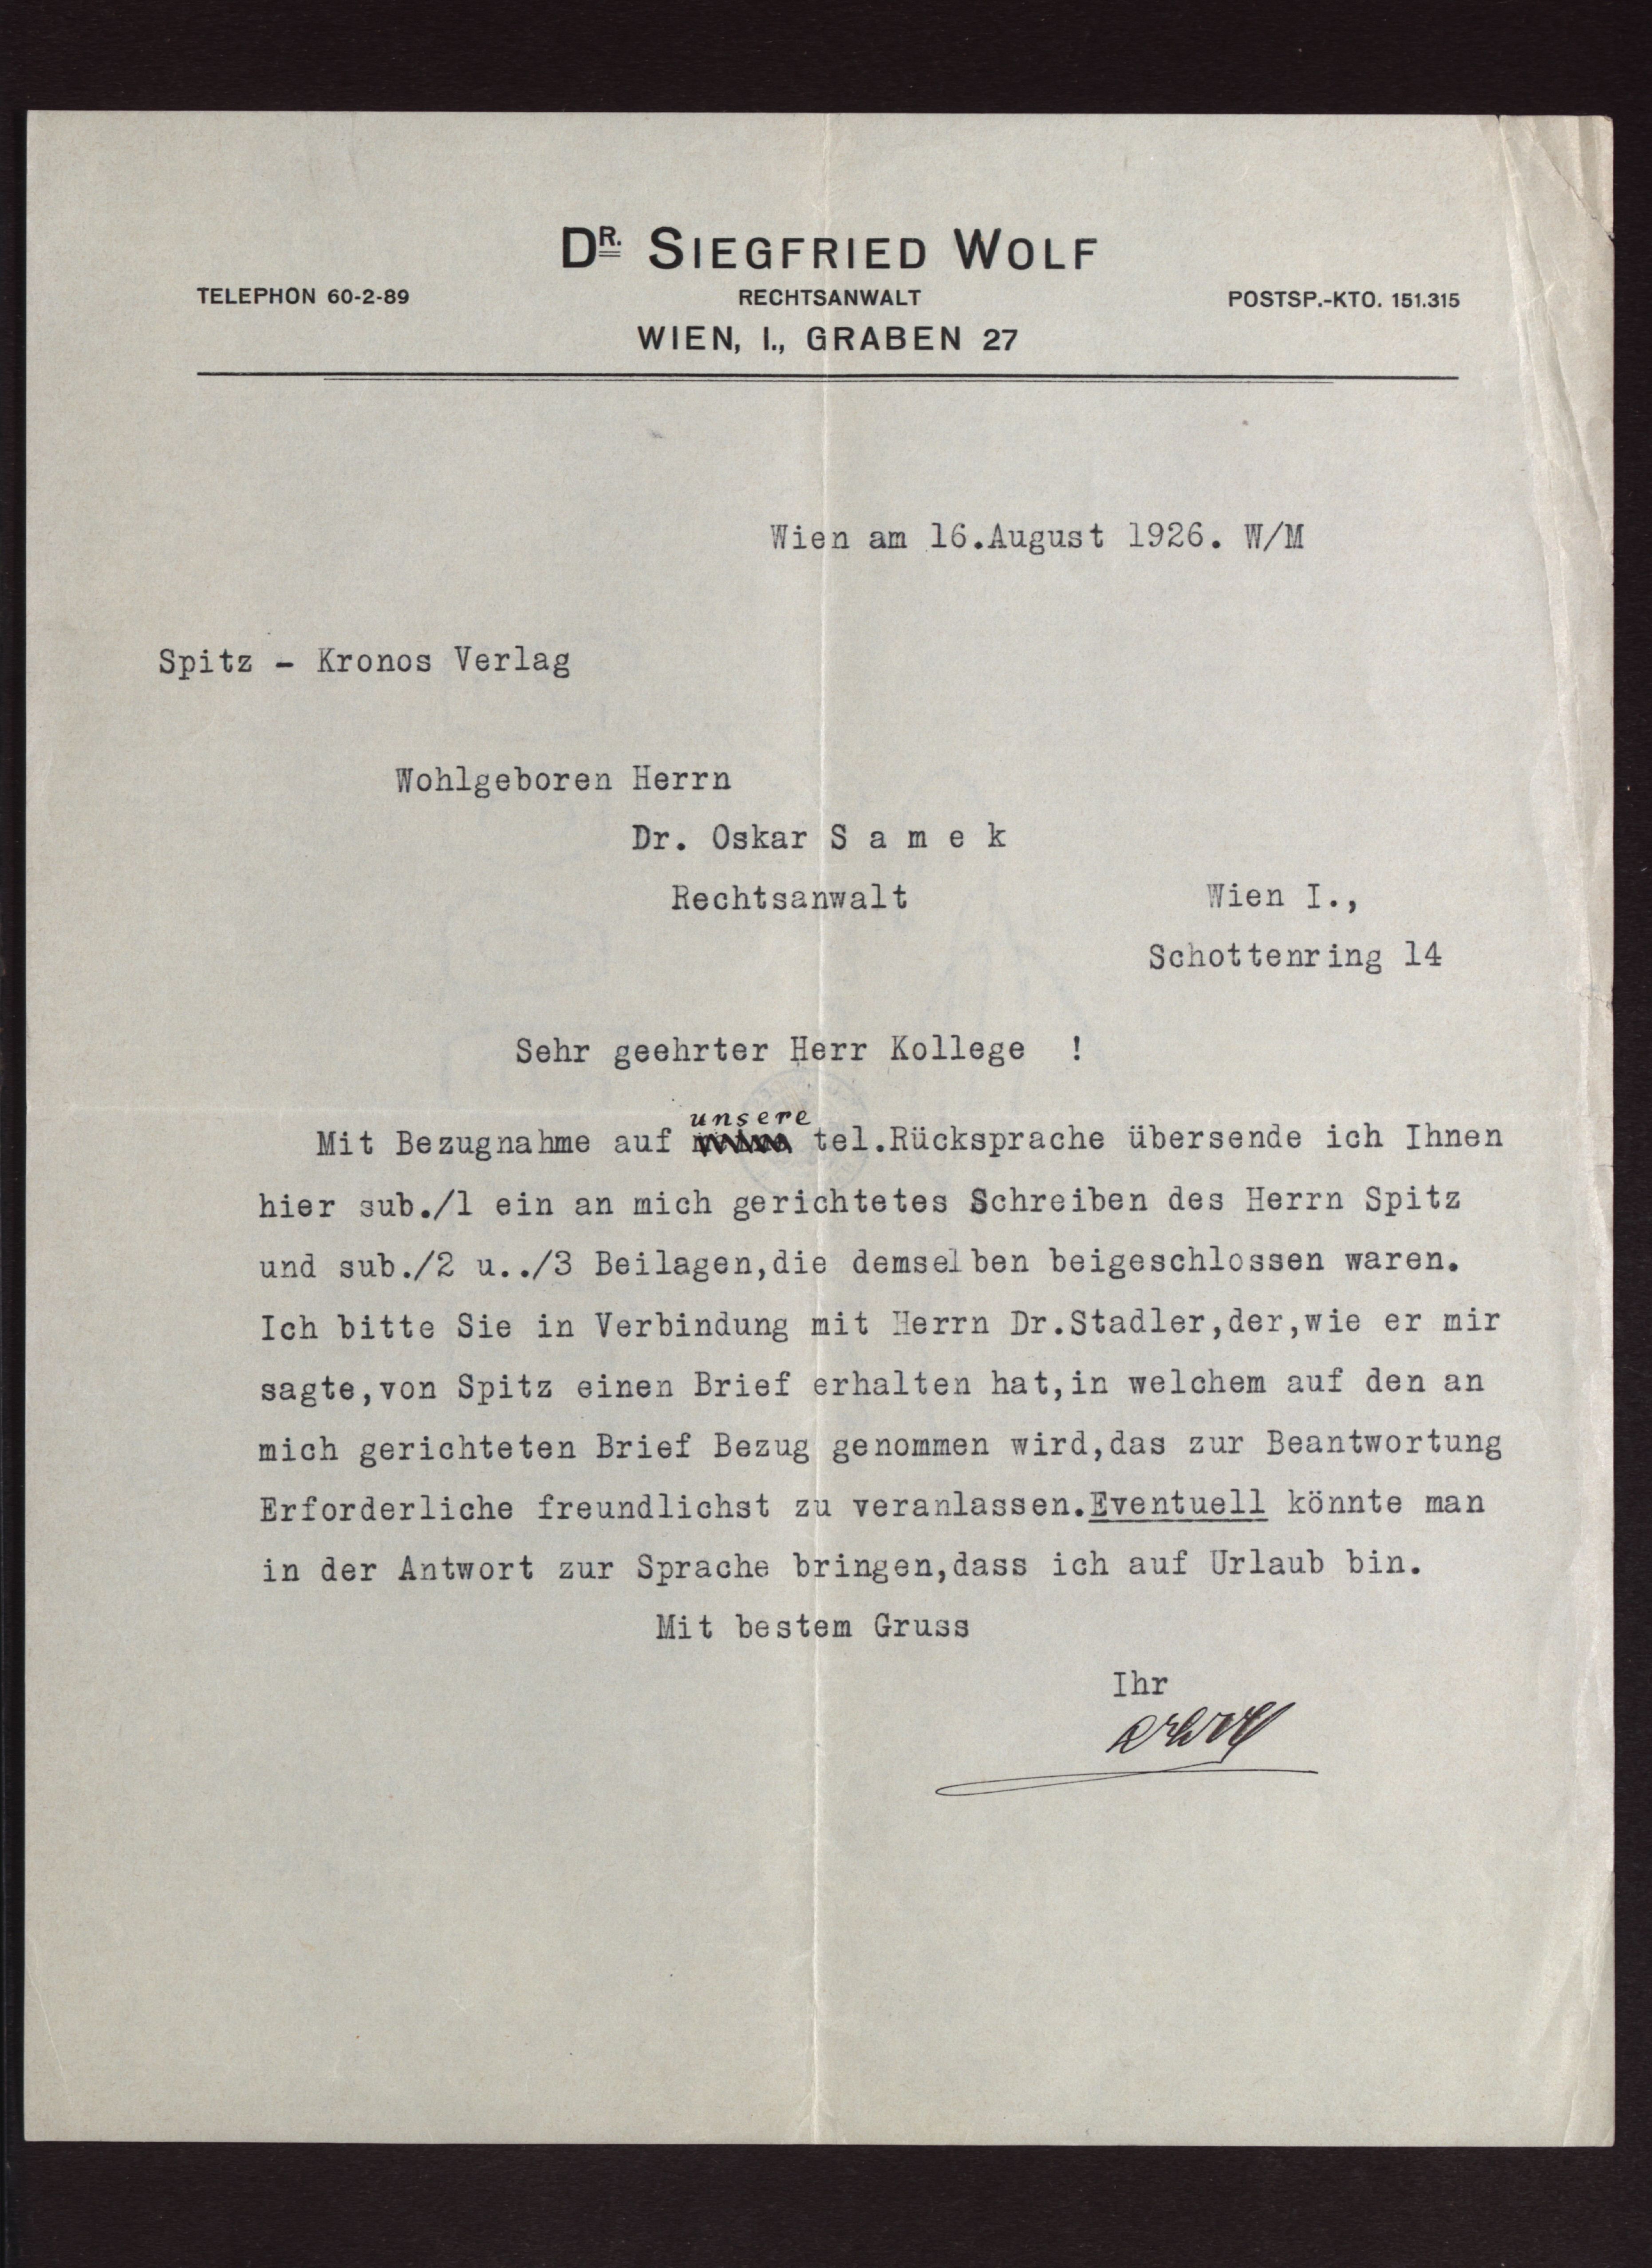 DR. SIEGFRIED WOLF
TELEPHON 60-2-89 RECHTSANWALT POSTSP.-KTO. 151.315
WIEN, I., GRABEN 27
Wien am 16.August 1926. W/M
Spitz - Kronos Verlag
Wohlgeboren Herrn
Dr. Oskar S a m e k
Rechtsanwalt Wien I.,
Schottenring 14
Sehr geehrter Herr Kollege !
unsere
Mit Bezugnahme auf tel.Rücksprache übersende ich Ihnen
hier sub./1 ein an mich gerichtetes Schreiben des Herrn Spitz
und sub./2 u../3 Beilagen,die demselben beigeschlossen waren.
Ich bitte Sie in Verbindung mit Herrn Dr.Stadler,der,wie er mir
sagte,von Spitz einen Brief erhalten hat,in welchem auf den an
mich gerichteten Brief Bezug genommen wird,das zur Beantwortung
Erforderliche freundlichst zu veranlassen.Eventuell könnte man
in der Antwort zur Sprache bringen,dass ich auf Urlaub bin.
Mit bestem Gruss
Ihr